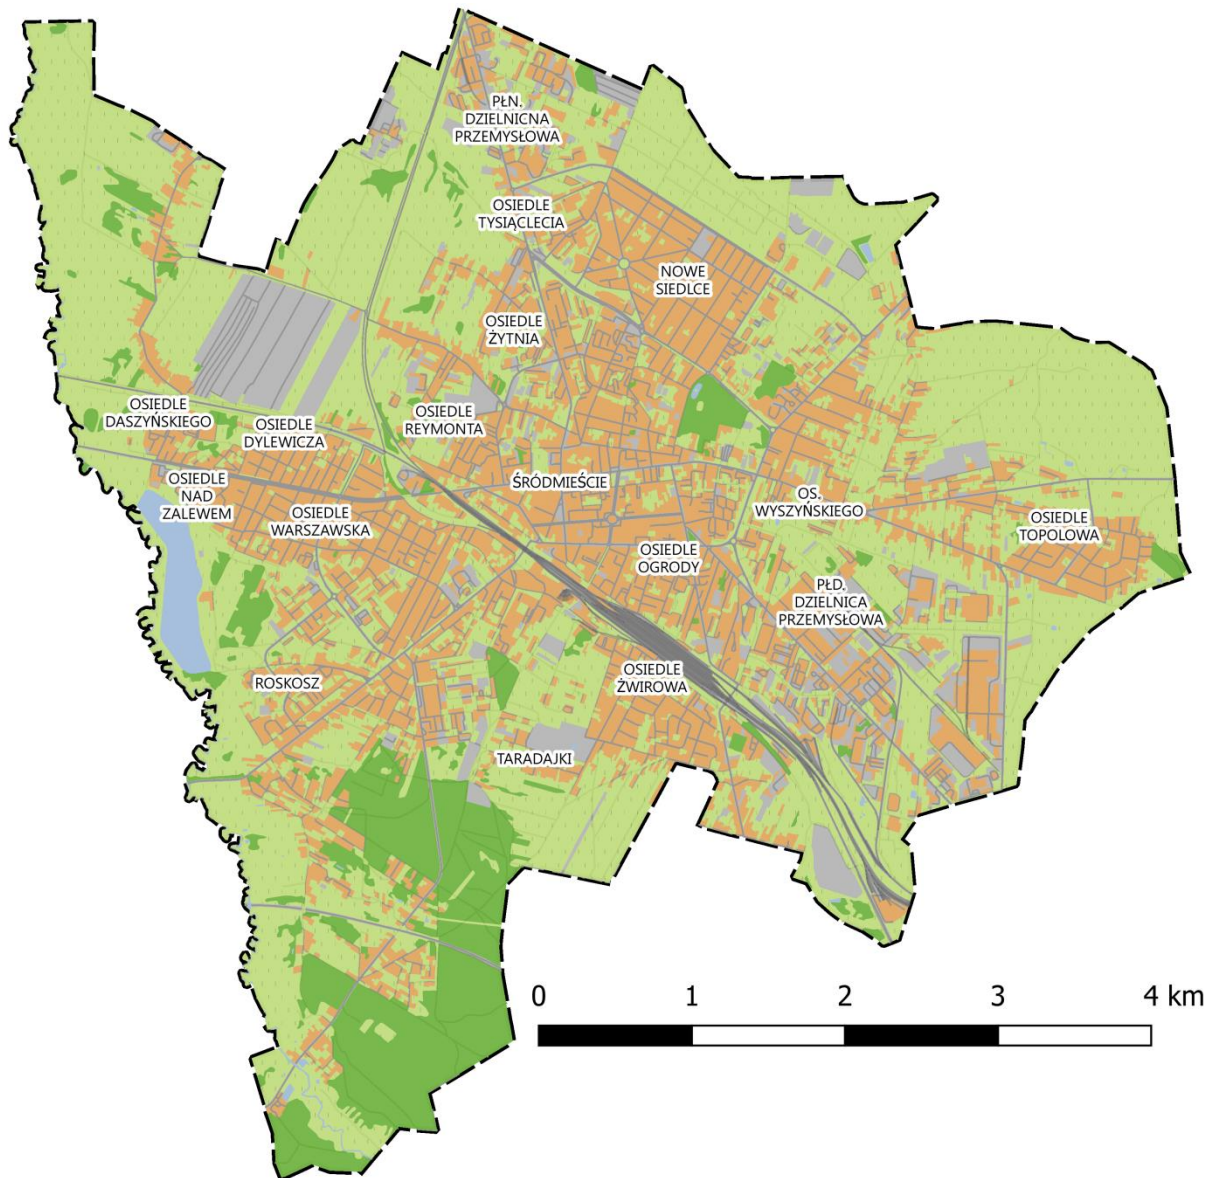 PŁN.
DZIELNICNA
PRZEMYSŁOWA
OSIEDLE
TYSIĄCLECIA
NOWE
SIEDLCE
OSIEDLE
ŻYTNIA
OSIEDLE
DASZYŃSKIEGO
OSIEDLE
DYLEWICZA
OSIEDLE
REYMONTA
OSIEDLE
NAD
ZALEWEM
OSIEDLE
WARSZAWSKA
ŚRÓDMIEŚCIE
OS.
WYSZYŃSKIEGO
OSIEDLE
TOPOLOWA
OSIEDLE
OGRODY
PŁD.
DZIELNICA
PRZEMYSŁOWA
ROSKOSZ
OSIEDLE
ŻWIROWA
TARADAJKI
0 1 2 3 4 km